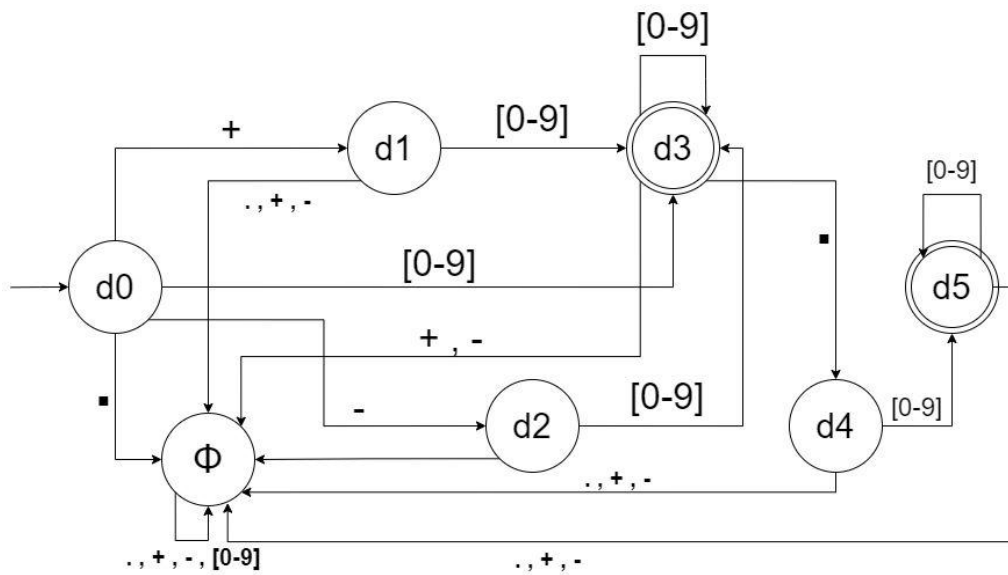 [0-9]
+
d1
[0-9]
d3
[0-9]
. , + , -
.
d0
[0-9]
d5
+ , -
.
-
d2
[0-9]
d4
[0-9]
Φ
. , + , -
. , + , - , [0-9]
. , + , -